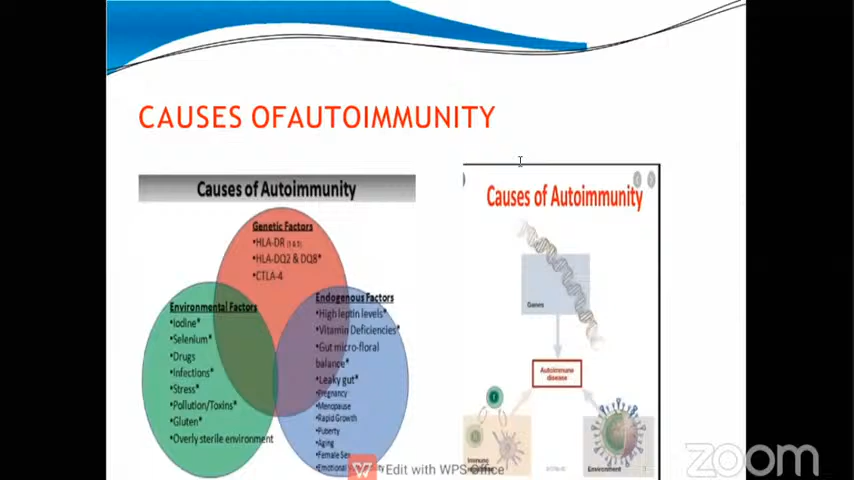 CAUSES OFAUTOIMMUNITY
Causes of Autoimmunity
Genetic Factors
•HLA-DR
•HLA-DQ2 & DQ8*
•CTLA-4
Environmental Factors
•Iodine*
•Selenium*
•Drugs
•Infections*
•Stress*
•Pollution/Toxins*
•Gluten*
•Overly sterile environment
Endogenous Factors
•High leptin levels*
•Vitamin Deficiencies*
•Gut micro-floral
balance*
•Leaky gut*
•Pregnancy
•Menopause
•Rapid Growth
•Puberty
•Aging
•Female Sex
•Emotional
Causes of Autoimmunity
Genes
Autoimmune
disease
Immune
Environment
Edit with WPS Office
zoom